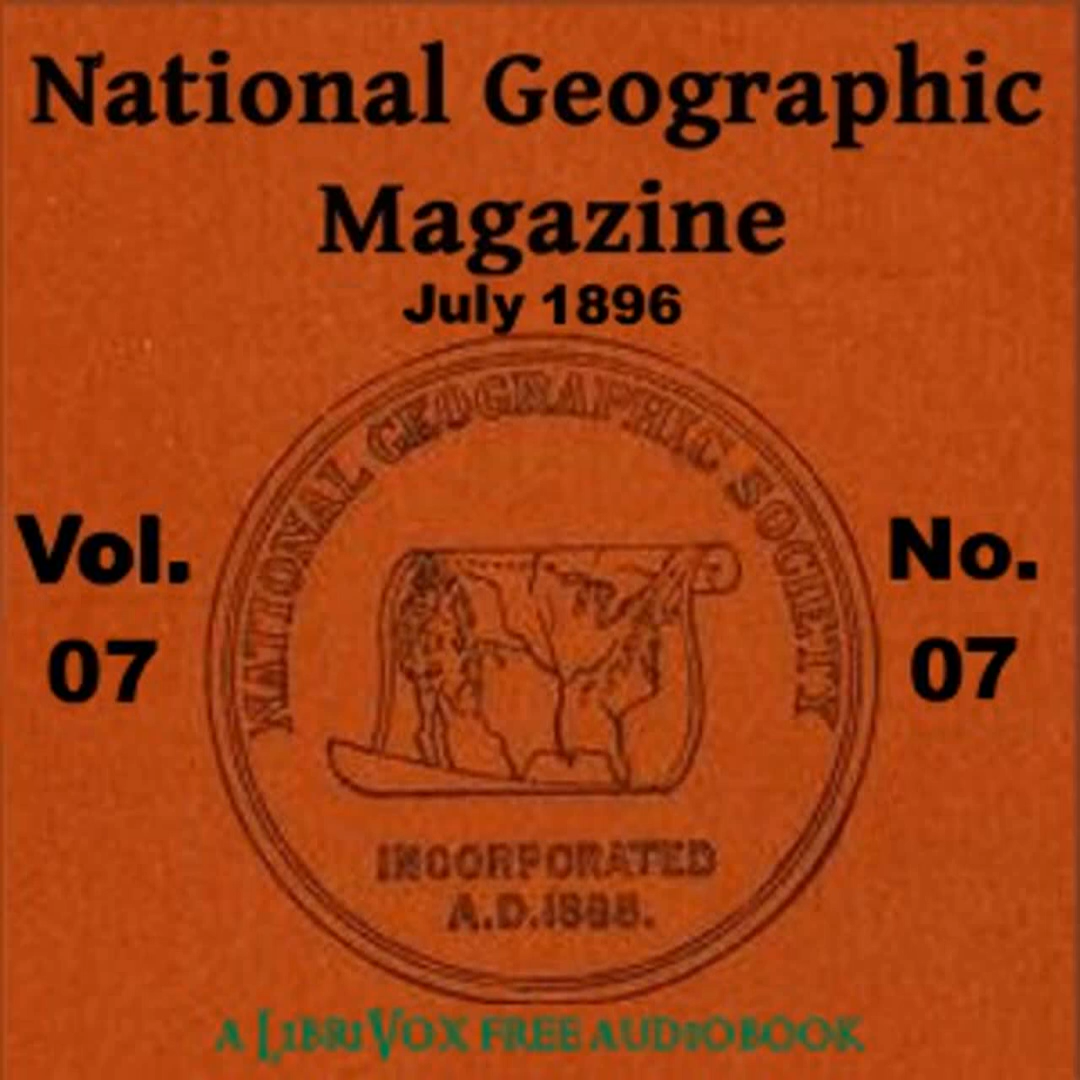 National Geographic
Magazine
July 1896
NATIONAL GEOGRAPHIC SOCIETY
Vol.
07
No.
07
INCORPORATED
A.D.1888.
A LIBRIVOX FREE AUDIOBOOK